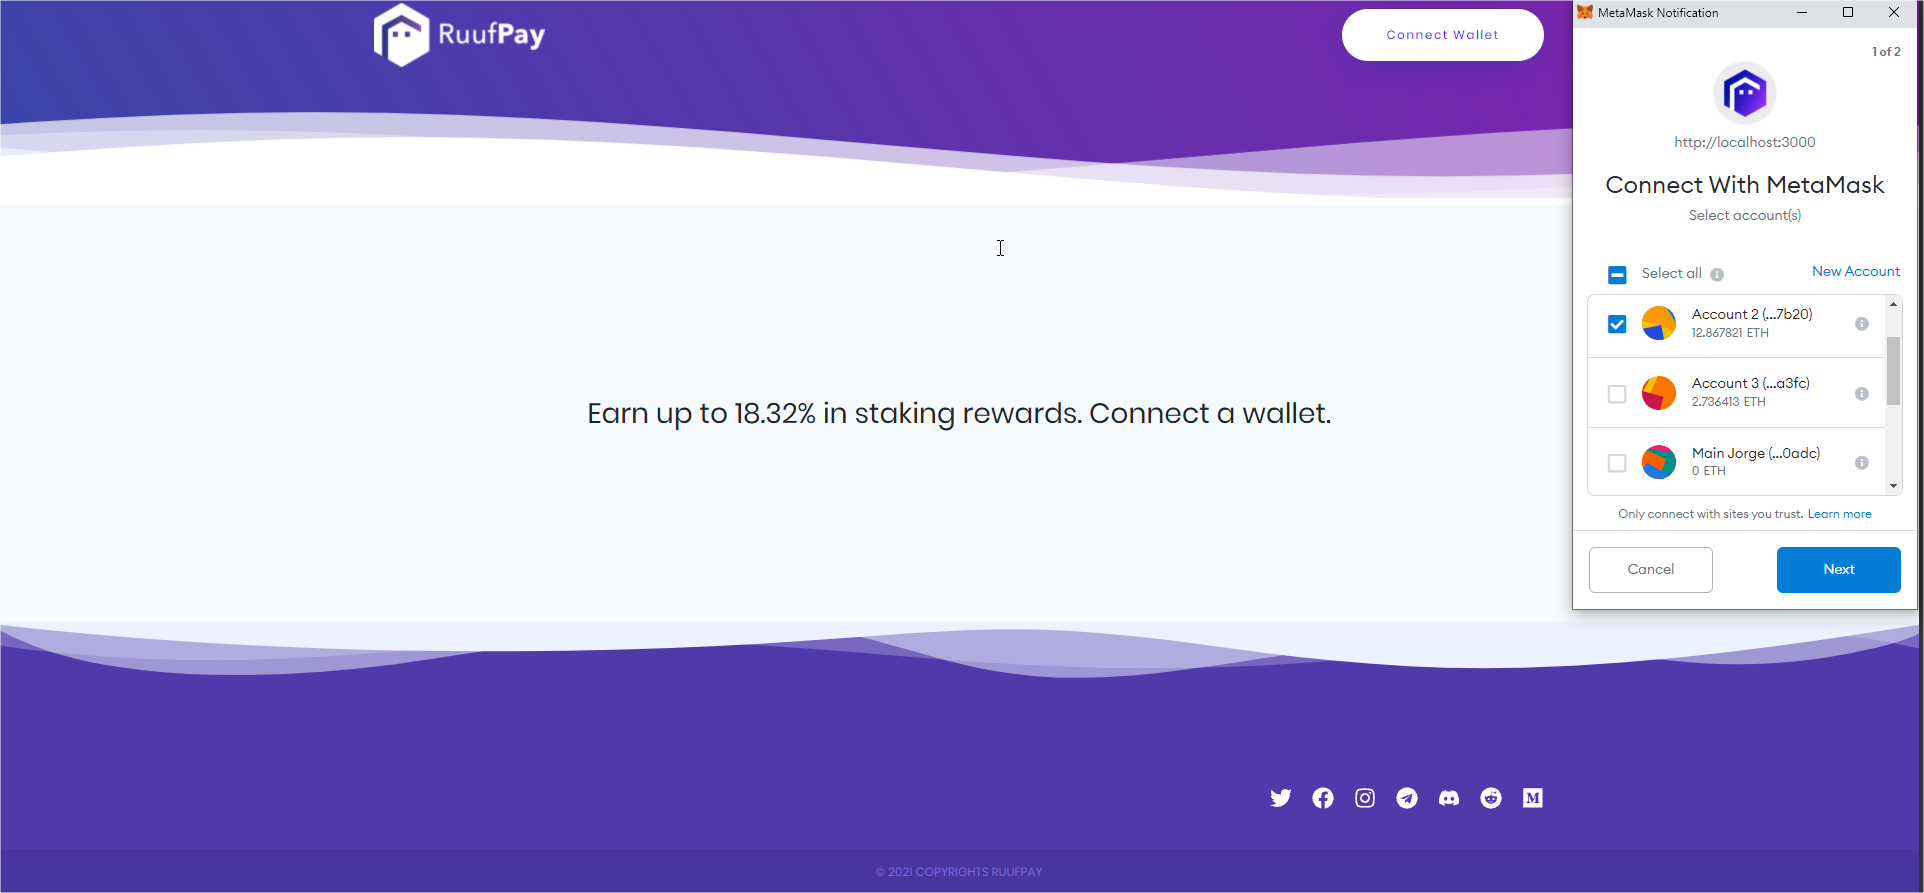 RuufPay
Connect Wallet
Earn up to 18.32% in staking rewards. Connect a wallet.
M
© 2021 COPYRIGHTS RUUFPAY
MetaMask Notification
1 of 2
http://localhost:3000
Connect With MetaMask
Select account(s)
Select all
New Account
Account 2 (...7b20)
12.867821 ETH
Account 3 (...a3fc)
2.736413 ETH
Main Jorge (...0adc)
0 ETH
Only connect with sites you trust. Learn more
Cancel
Next